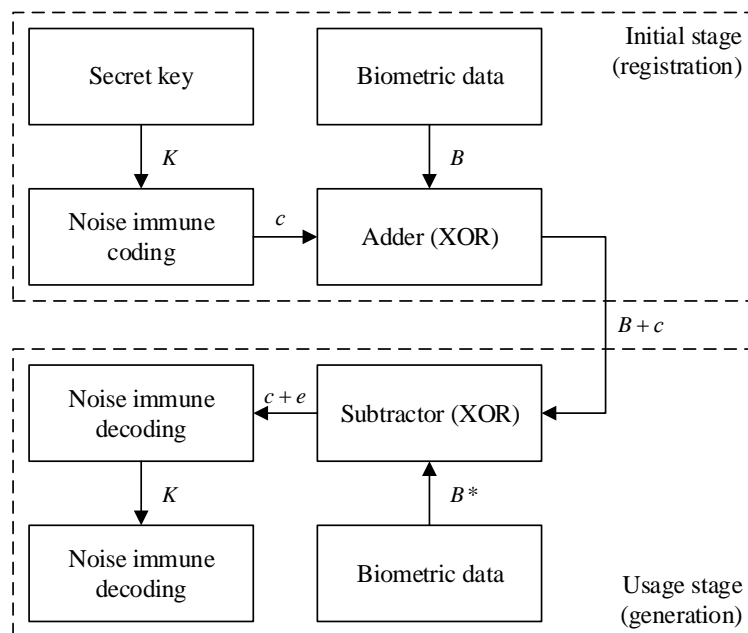 Initial stage
(registration)
Secret key
Biometric data
K
B
Noise immune
coding
c
Adder (XOR)
B + c
Noise immune
decoding
c + e
Subtractor (XOR)
K
B*
Noise immune
decoding
Biometric data
Usage stage
(generation)